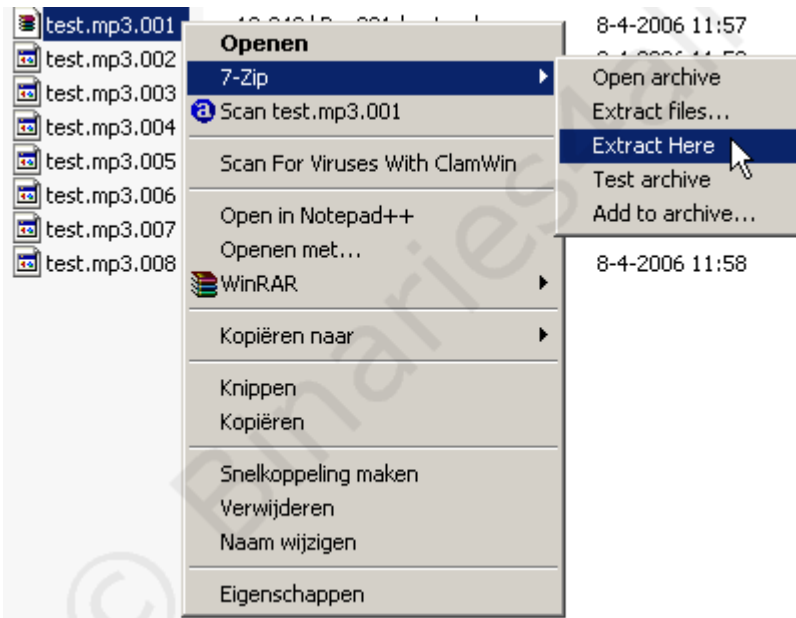 test.mp3.001
8-4-2006 11:57
test.mp3.002
test.mp3.003
test.mp3.004
test.mp3.005
test.mp3.006
test.mp3.007
test.mp3.008
8-4-2006 11:58
Openen
7-Zip
Scan test.mp3.001
Scan For Viruses With ClamWin
Open in Notepad++
Openen met...
WinRAR
Kopiëren naar
Knippen
Kopiëren
Snelkoppeling maken
Verwijderen
Naam wijzigen
Eigenschappen
Open archive
Extract files...
Extract Here
Test archive
Add to archive...
© Binaries4all